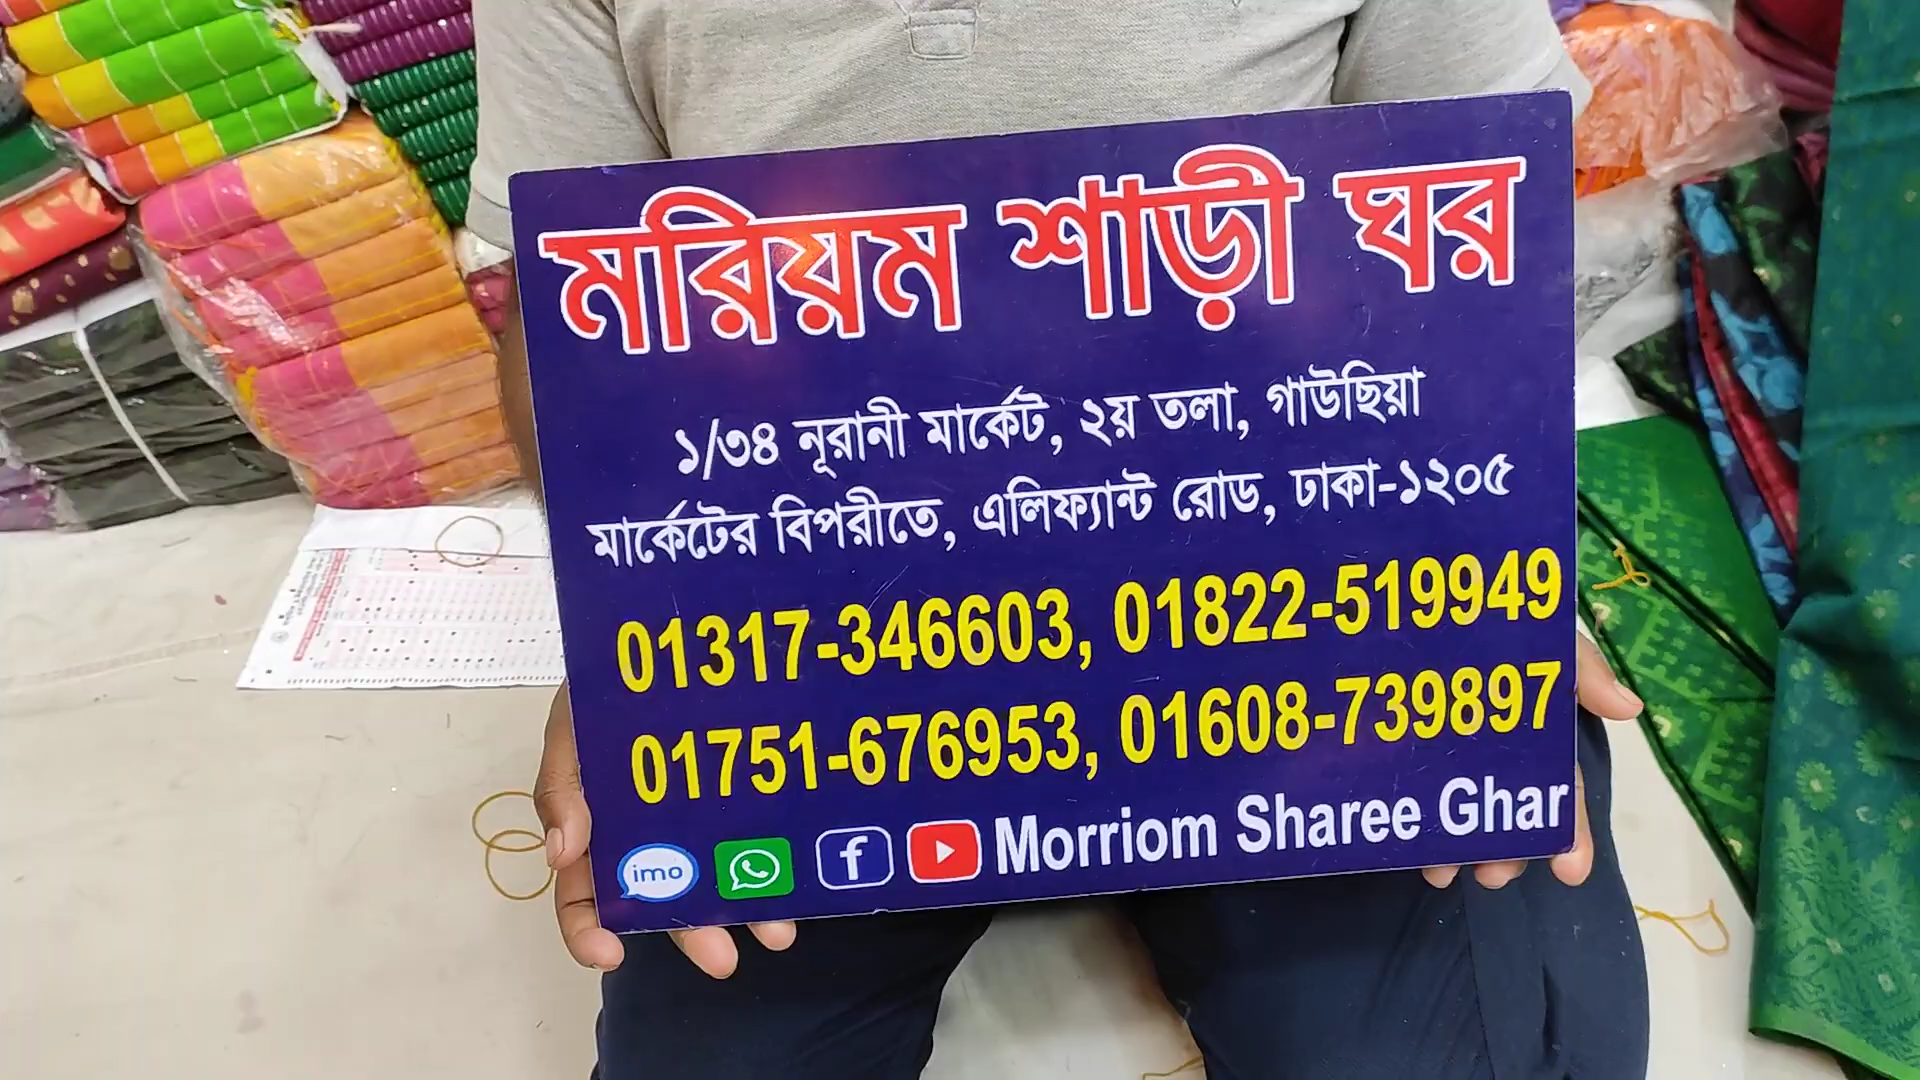 মরিয়ম শাড়ী ঘর
১/৩৪ নূরানী মার্কেট, ২য় তলা, গাউছিয়া
মার্কেটের বিপরীতে, এলিফ্যান্ট রোড, ঢাকা-১২০৫
01317-346603, 01822-519949
01751-676953, 01608-739897
imo f Morriom Sharee Ghar